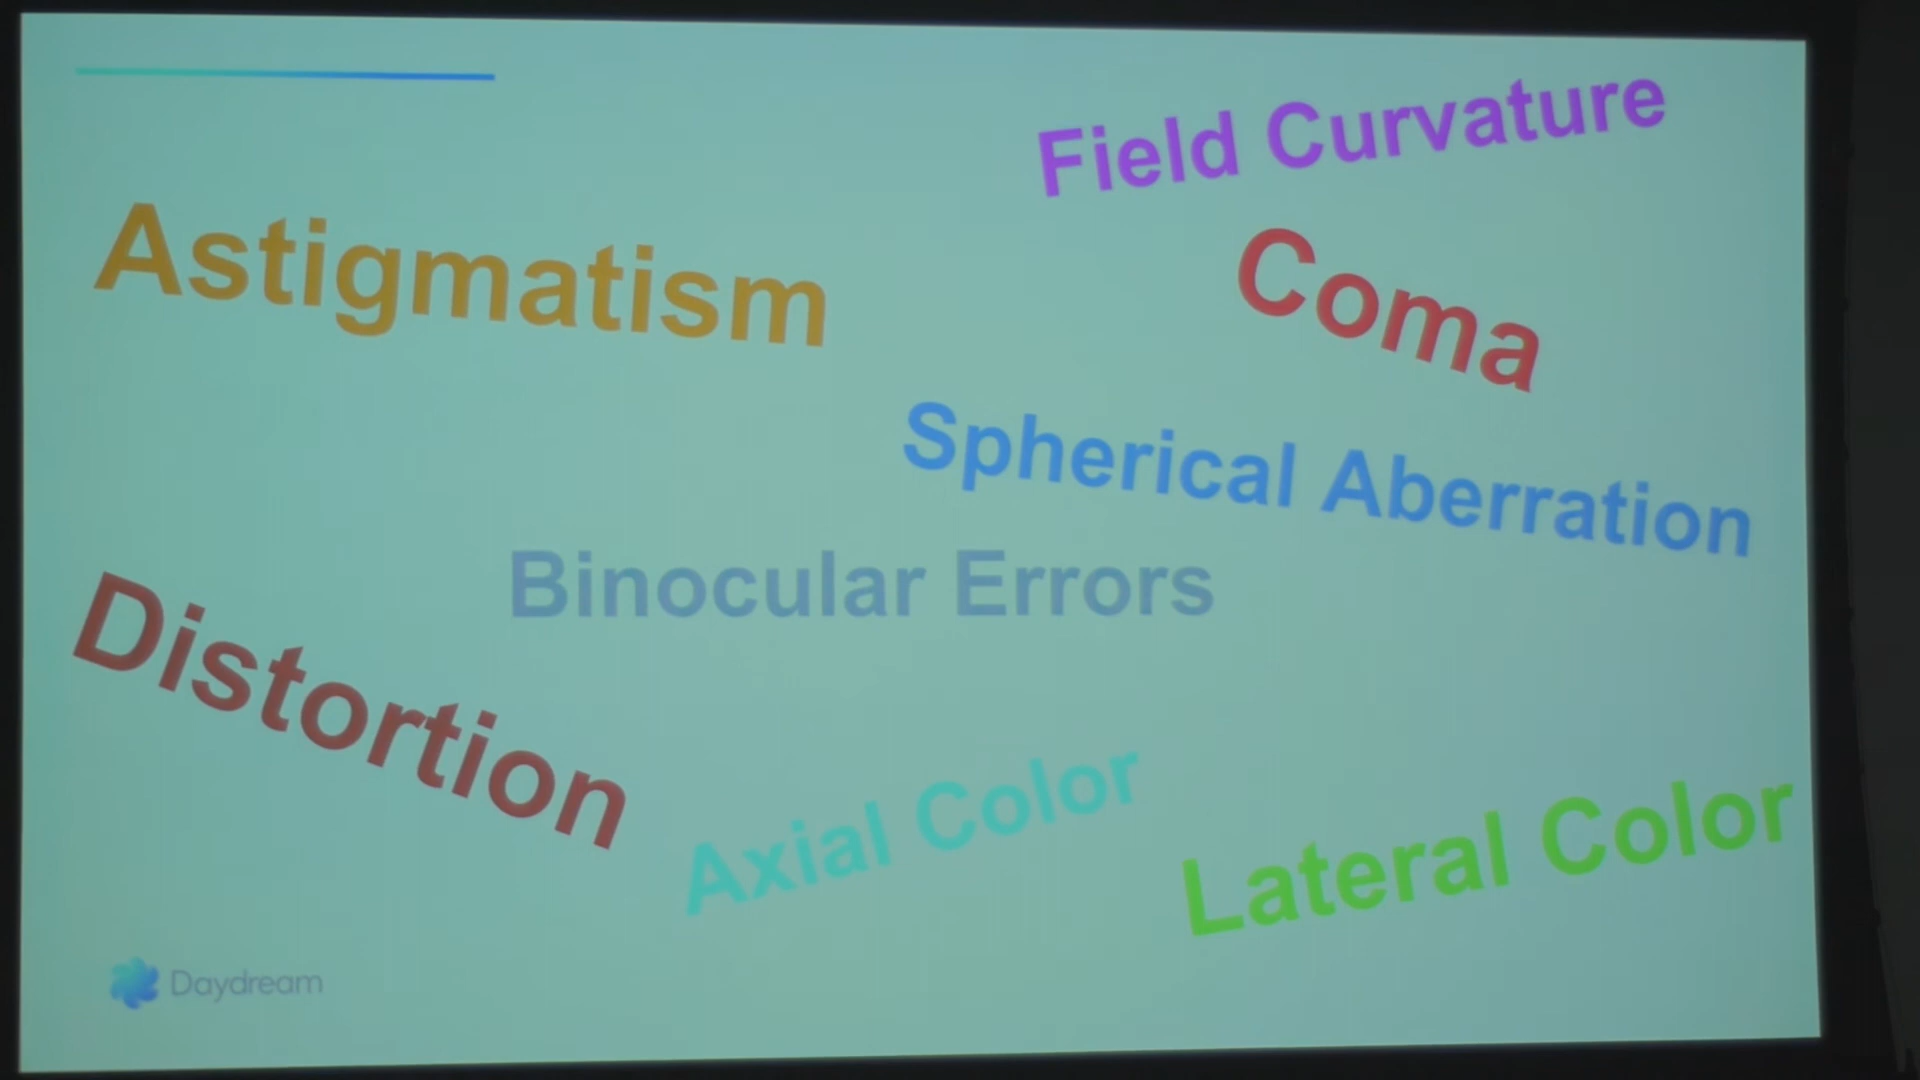 Field Curvature
Astigmatism
Coma
Spherical Aberration
Binocular Errors
Distortion
Axial Color
Lateral Color
Daydream